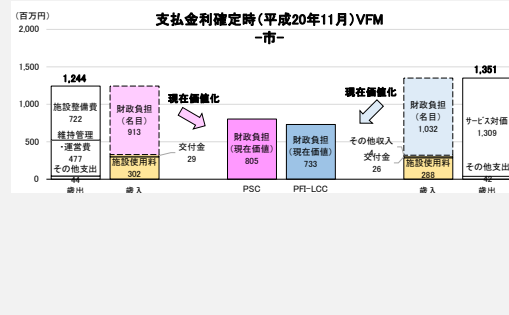 (百万円)
支払金利確定時(平成20年11月)VFM
-市-
2,000
1,500
1,000
500
0
1,244
施設整備費
722
維持管理
・運営費
477
その他支出
44
歳出
財政負担
(名目)
913
施設使用料
302
歳入
現在価値化
交付金
29
財政負担
(現在価値)
805
PSC
財政負担
(現在価値)
733
PFI-LCC
現在価値化
その他収入
4
交付金
26
財政負担
(名目)
1,032
施設使用料
288
歳入
1,351
サービス対価
1,309
その他支出
42
歳出